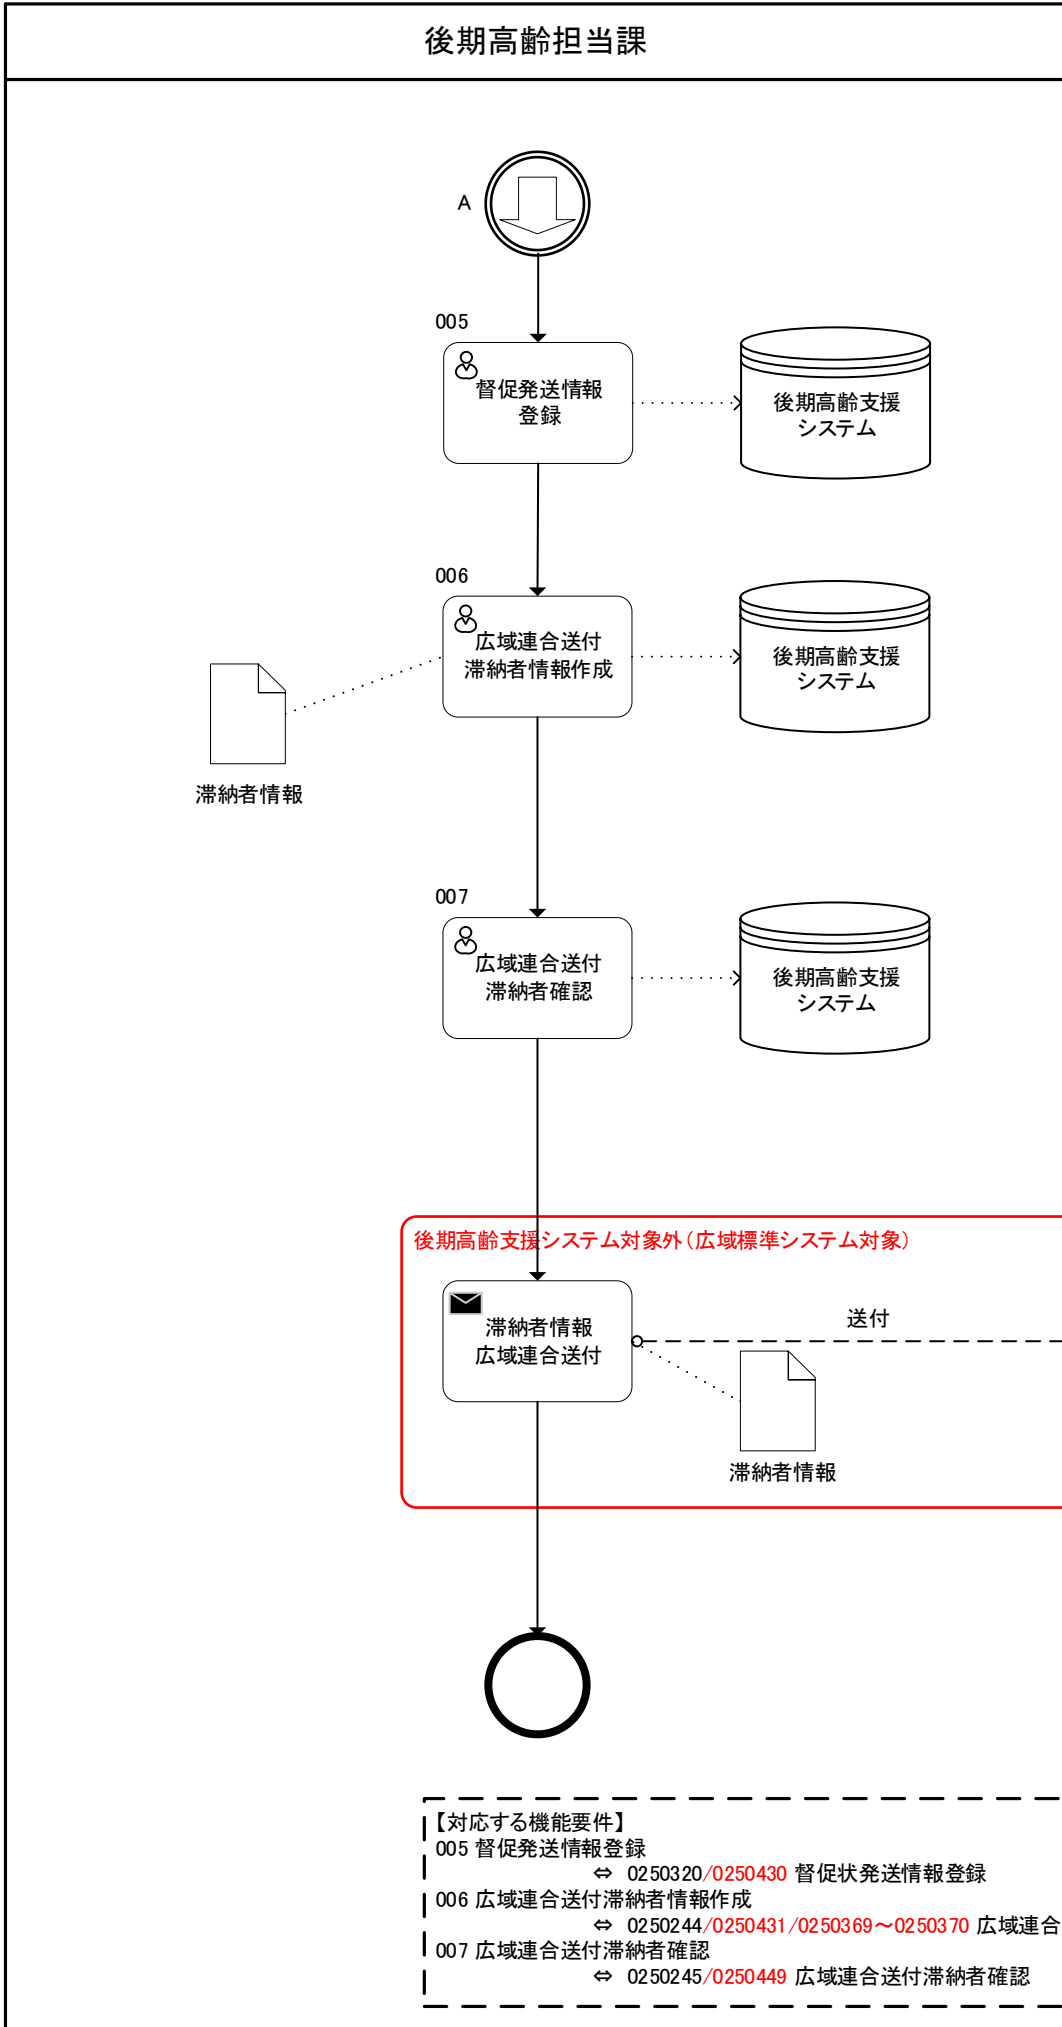 後期高齢担当課
A
005
督促発送情報
登録
後期高齢支援
システム
006
広域連合送付
滞納者情報作成
後期高齢支援
システム
滞納者情報
007
広域連合送付
滞納者確認
後期高齢支援
システム
後期高齢支援システム対象外（広域標準システム対象）
滞納者情報
広域連合送付
送付
滞納者情報
【対応する機能要件】
005 督促発送情報登録
⇔ 0250320/0250430 督促状発送情報登録
006 広域連合送付滞納者情報作成
⇔ 0250244/0250431/0250369～0250370 広域連合
007 広域連合送付滞納者確認
⇔ 0250245/0250449 広域連合送付滞納者確認